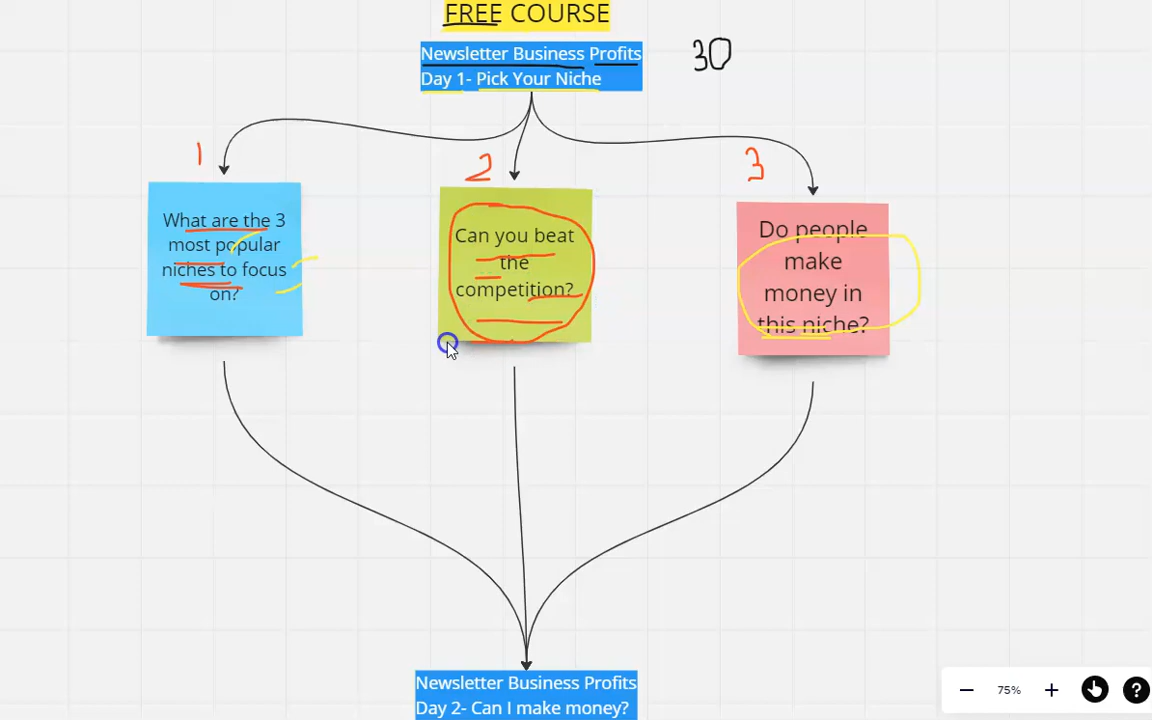 FREE COURSE
Newsletter Business Profits
Day 1- Pick Your Niche
30
1
What are the 3
most popular
niches to focus
on?
2
Can you beat
the
competition?
3
Do people
make
money in
this niche?
Newsletter Business Profits
Day 2- Can I make money?
75%
?